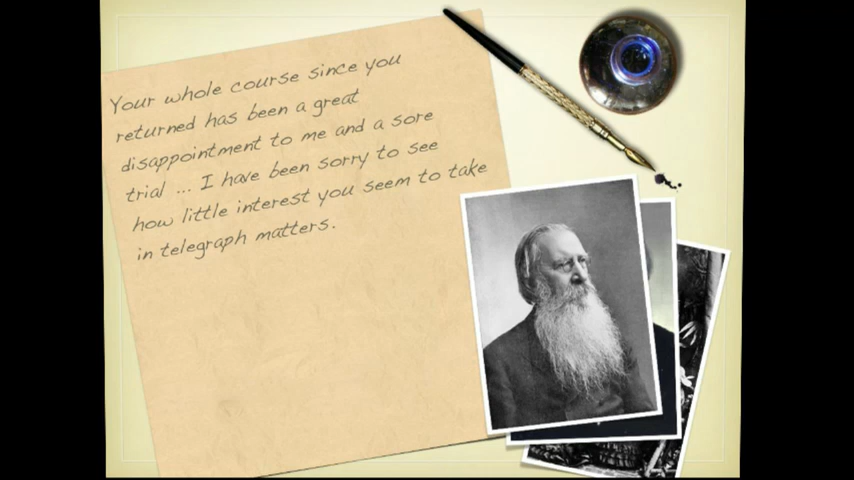 Your whole course since you
returned has been a great
disappointment to me and a sore
trial ... I have been sorry to see
how little interest you seem to take
in telegraph matters.